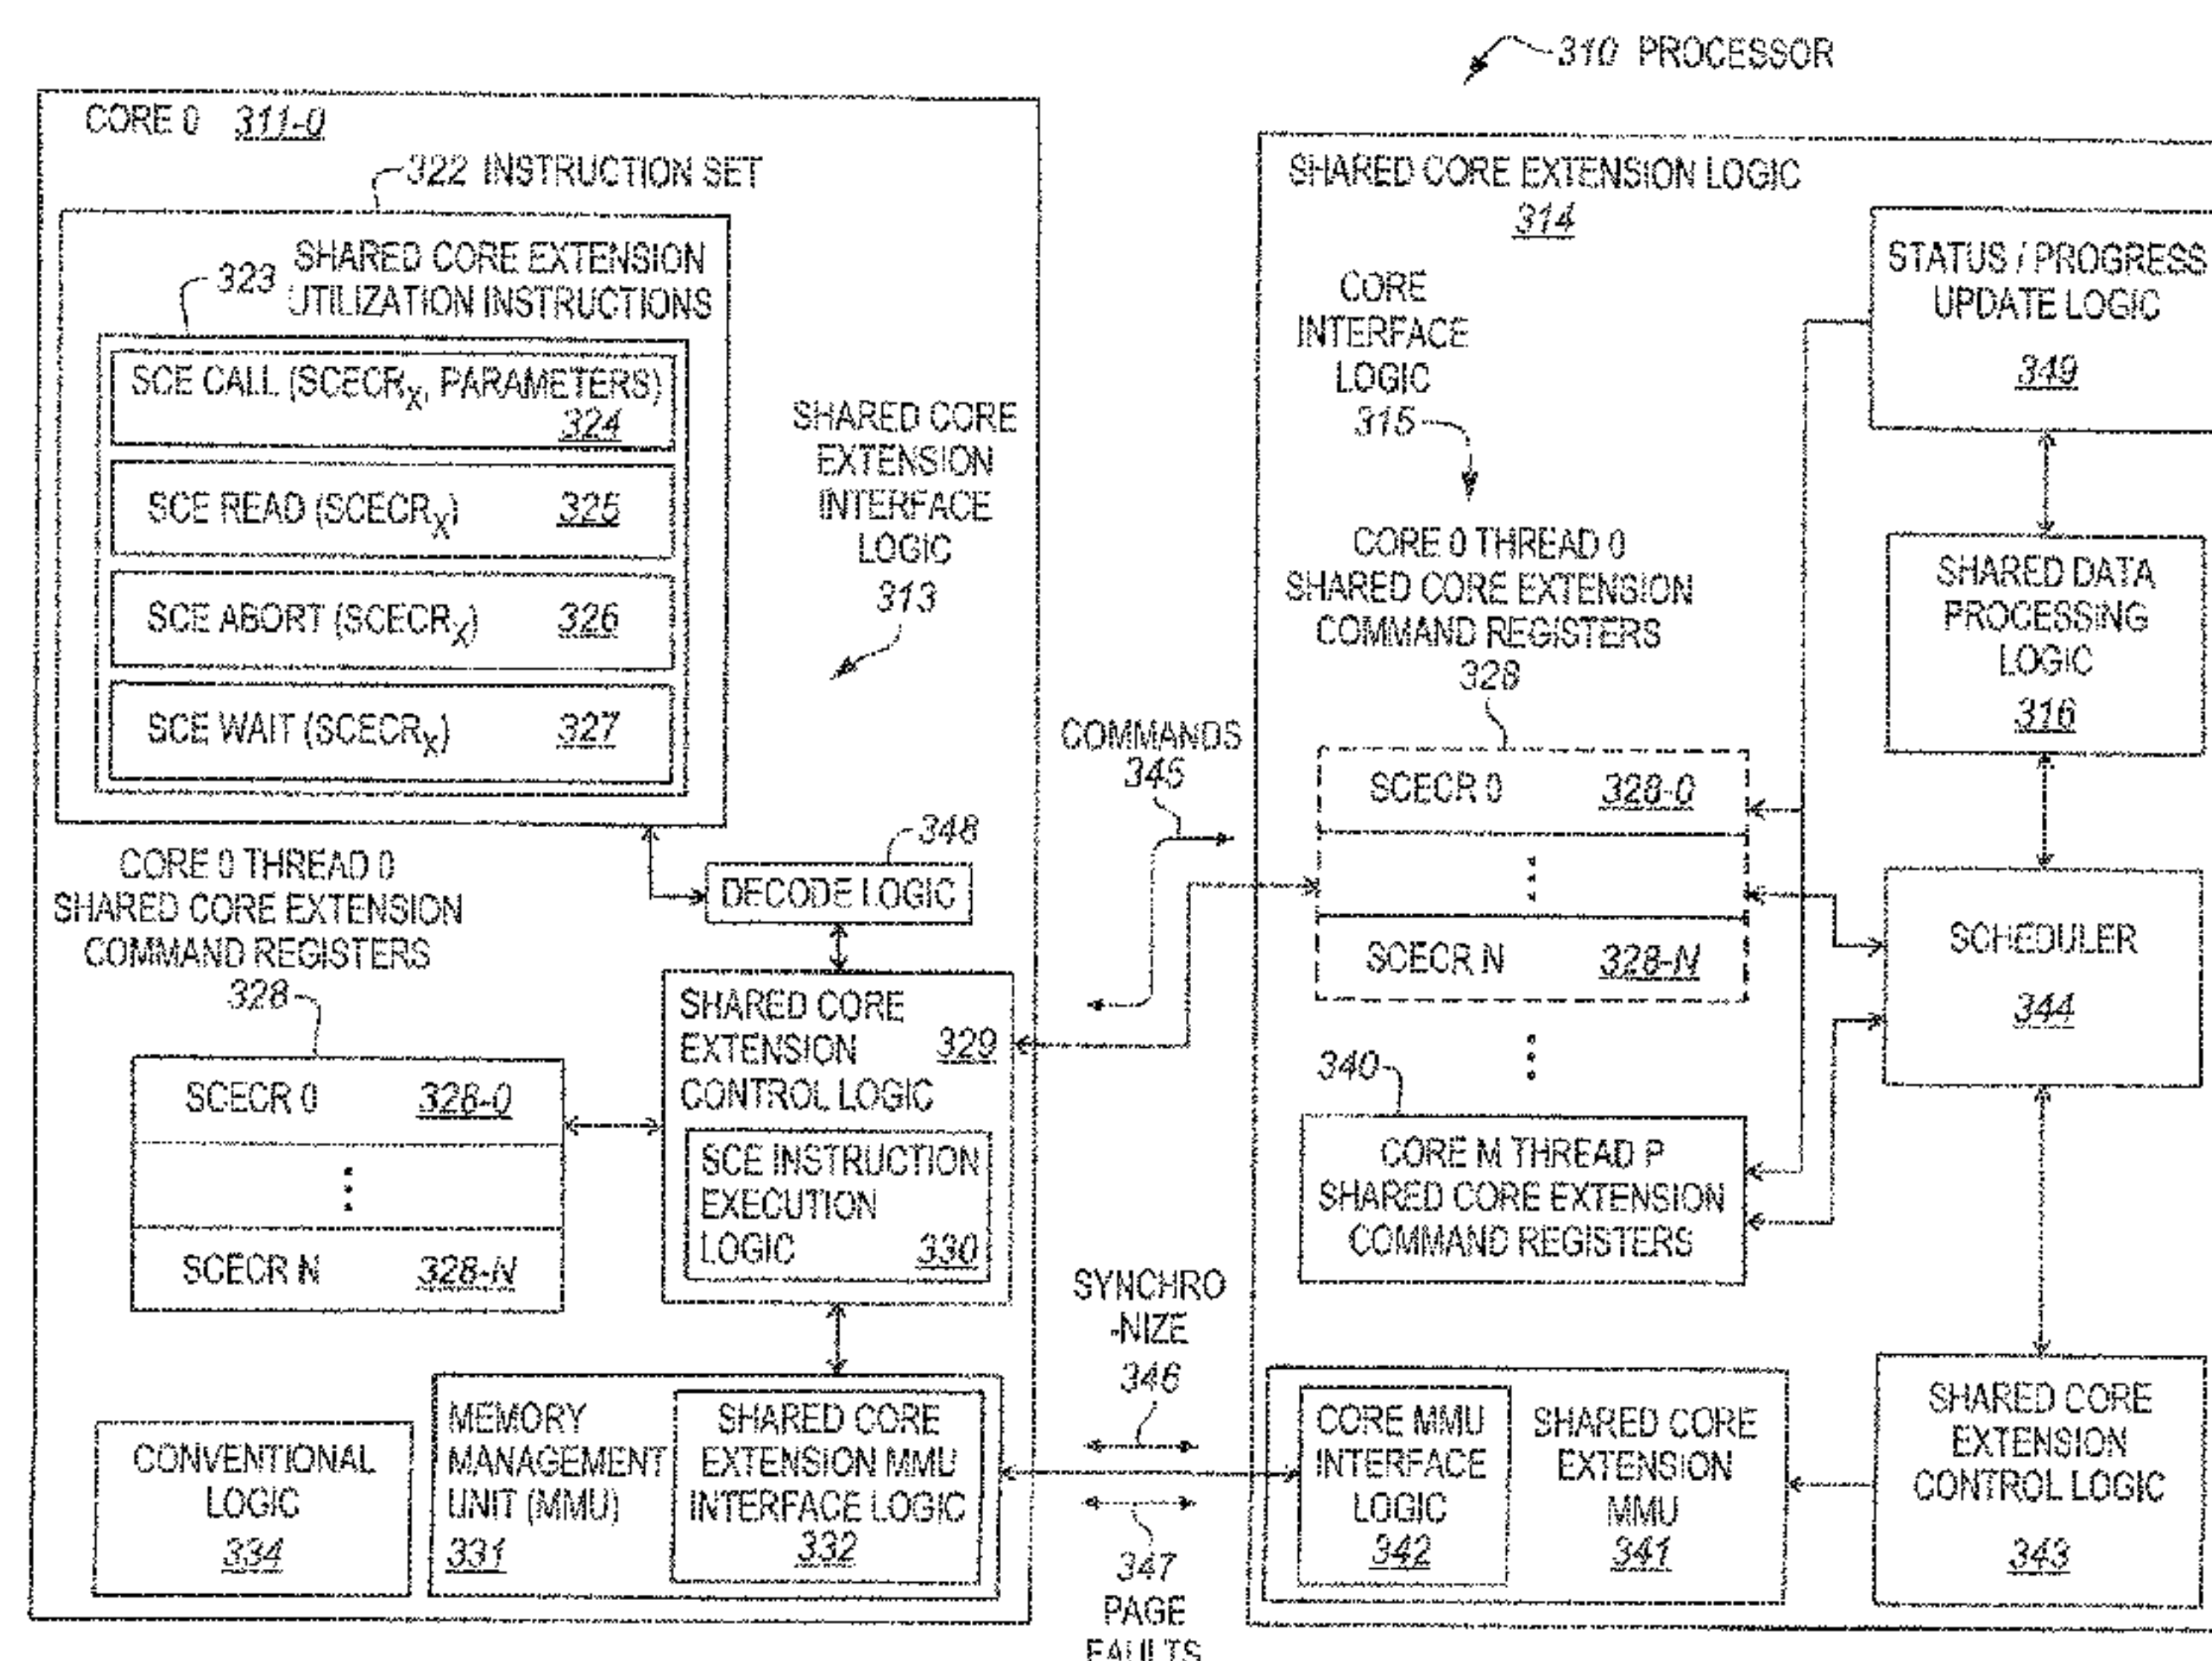 310 PROCESSOR
CORE 0 311-0
322 INSTRUCTION SET
323 SHARED CORE EXTENSION
UTILIZATION INSTRUCTIONS
SCE CALL (SCECRX, PARAMETERS)
324
SCE READ (SCECRX) 325
SCE ABORT (SCECRX) 326
SCE WAIT (SCECRX) 327
SHARED CORE
EXTENSION
INTERFACE
LOGIC
313
348
DECODE LOGIC
CORE 0 THREAD 0
SHARED CORE EXTENSION
COMMAND REGISTERS
328
SCECR 0 328-0
SCECR N 328-N
SHARED CORE
EXTENSION 329
CONTROL LOGIC
SCE INSTRUCTION
EXECUTION
LOGIC 330
CONVENTIONAL
LOGIC
334
MEMORY
MANAGEMENT
UNIT (MMU)
331
SHARED CORE
EXTENSION MMU
INTERFACE LOGIC
332
COMMANDS
345
SYNCHRO
-NIZE
346
347
PAGE
FAULTS
SHARED CORE EXTENSION LOGIC
314
CORE
INTERFACE
LOGIC
315
CORE 0 THREAD 0
SHARED CORE EXTENSION
COMMAND REGISTERS
328
SCECR 0 328-0
SCECR N 328-N
340
CORE M THREAD P
SHARED CORE EXTENSION
COMMAND REGISTERS
CORE MMU
INTERFACE
LOGIC
342
SHARED CORE
EXTENSION
MMU
341
STATUS / PROGRESS
UPDATE LOGIC
349
SHARED DATA
PROCESSING
LOGIC
316
SCHEDULER
344
SHARED CORE
EXTENSION
CONTROL LOGIC
343